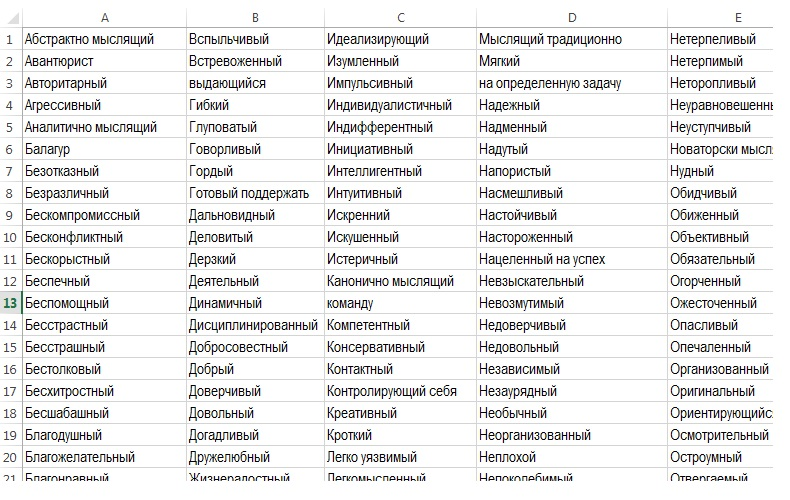 A B C D E
1 Абстрактно мыслящий Вспыльчивый Идеализирующий Мыслящий традиционно Нетерпеливый
2 Авантюрист Встревоженный Изумленный Мягкий Нетерпимый
3 Авторитарный выдающийся Импульсивный на определенную задачу Неторопливый
4 Агрессивный Гибкий Индивидуалистичный Надежный Неуравновешенн
5 Аналитично мыслящий Глуповатый Индифферентный Надменный Неуступчивый
6 Балагур Говорливый Инициативный Надутый Новаторски мысл
7 Безотказный Гордый Интеллигентный Напористый Нудный
8 Безразличный Готовый поддержать Интуитивный Насмешливый Обидчивый
9 Бескомпромиссный Дальновидный Искренний Настойчивый Обиженный
10 Бесконфликтный Деловитый Искушенный Настороженный Объективный
11 Бескорыстный Дерзкий Истеричный Нацеленный на успех Обязательный
12 Беспечный Деятельный Канонично мыслящий Невзыскательный Огорченный
13 Беспомощный Динамичный команду Невозмутимый Ожесточенный
14 Бесстрастный Дисциплинированный Компетентный Недоверчивый Опасливый
15 Бесстрашный Добросовестный Консервативный Недовольный Опечаленный
16 Бестолковый Добрый Контактный Независимый Организованный
17 Бесхитростный Доверчивый Контролирующий себя Незаурядный Оригинальный
18 Бесшабашный Довольный Креативный Необычный Ориентирующийс
19 Благодушный Догадливый Кроткий Неорганизованный Осмотрительный
20 Благожелательный Дружелюбный Легко уязвимый Неплохой Остроумный
21 Благонравный Жизнерадостный Легкомысленный Непоколебимый Отвергаемый